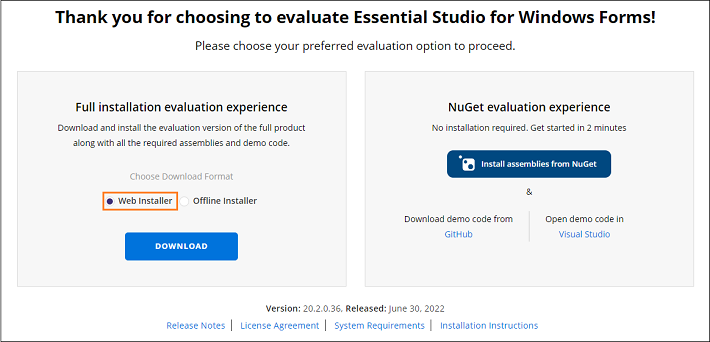 Thank you for choosing to evaluate Essential Studio for Windows Forms!
Please choose your preferred evaluation option to proceed.
Full installation evaluation experience
Download and install the evaluation version of the full product
along with all the required assemblies and demo code.
Choose Download Format
Web Installer Offline Installer
DOWNLOAD
NuGet evaluation experience
No installation required. Get started in 2 minutes
Install assemblies from NuGet
&
Download demo code from
GitHub
Open demo code in
Visual Studio
Version: 20.2.0.36. Released: June 30, 2022
Release Notes | License Agreement | System Requirements | Installation Instructions